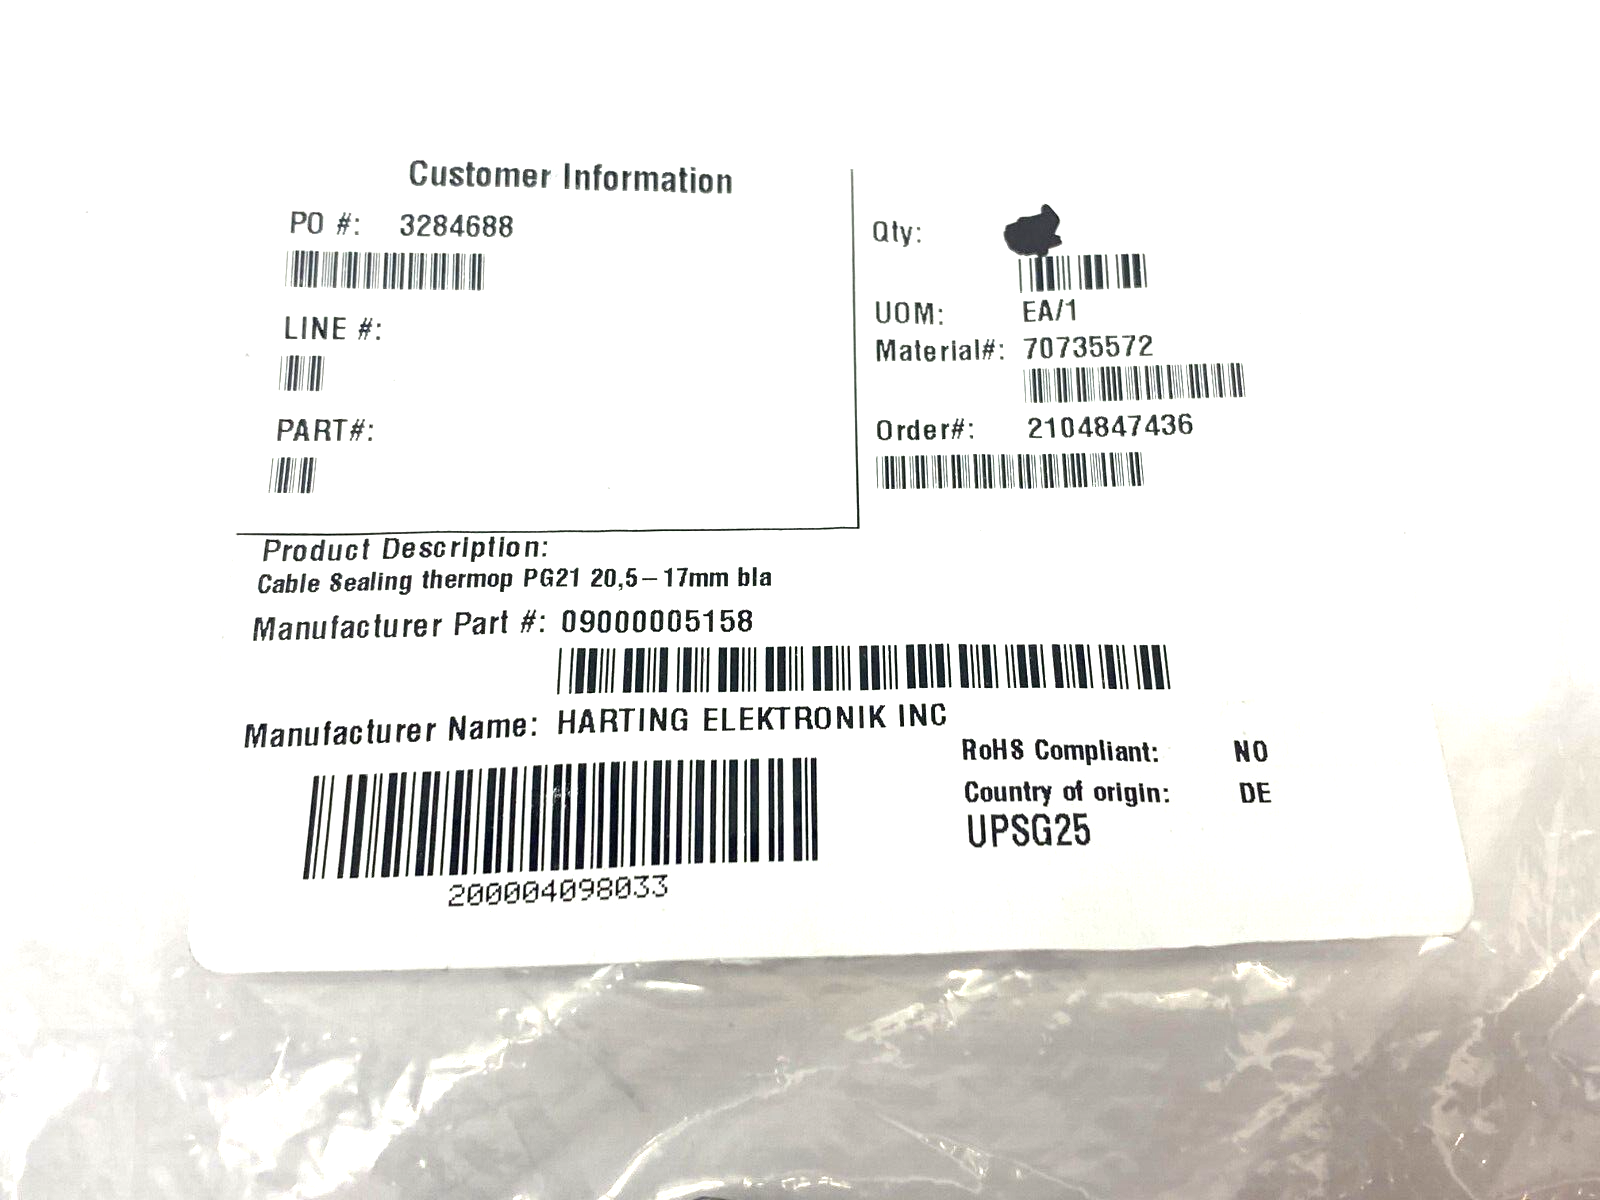 Customer Information
PO #: 3284688
LINE #:
PART#:
Qty:
UOM: EA/1
Material#: 70735572
Order#: 2104847436
Product Description:
Cable Sealing thermop PG21 20,5-17mm bla
Manufacturer Part #: 09000005158
Manufacturer Name: HARTING ELEKTRONIK INC
200004098033
RoHS Compliant: NO
Country of origin: DE
UPSG25